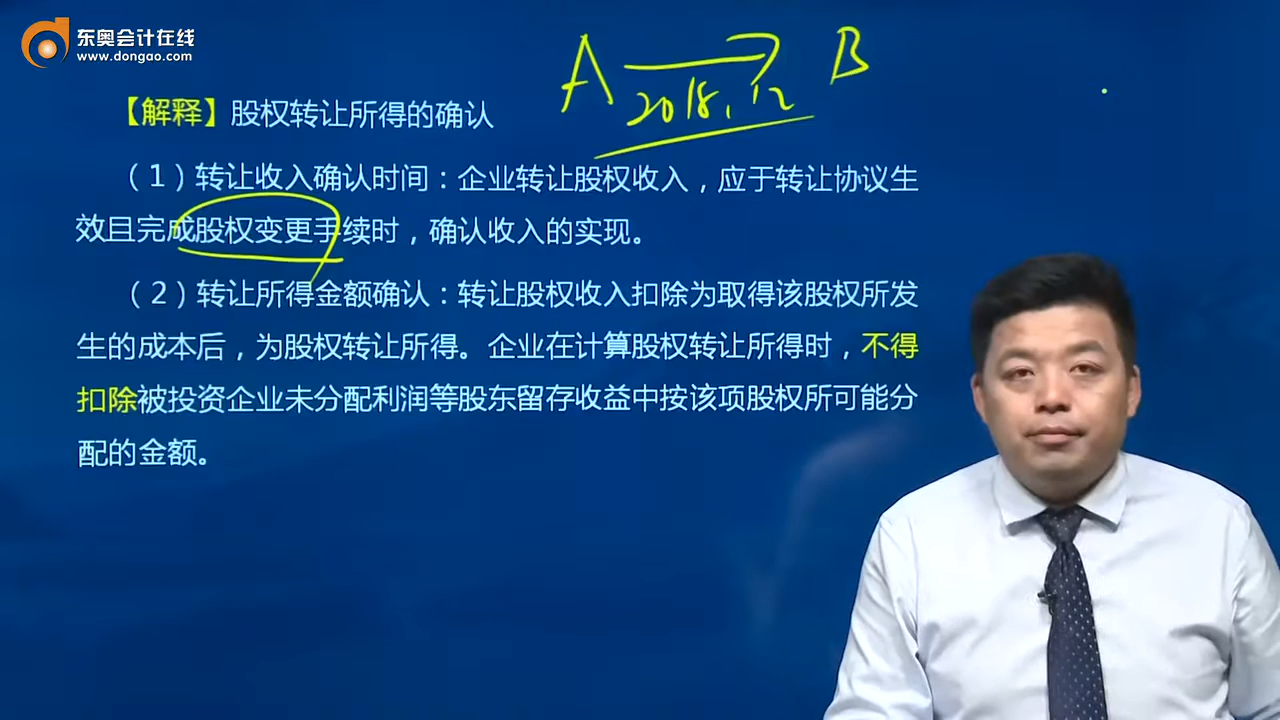 东奥会计在线
www.dongao.com
A B
2018.12
【解释】股权转让所得的确认
（1）转让收入确认时间：企业转让股权收入，应于转让协议生
效且完成股权变更手续时，确认收入的实现。
（2）转让所得金额确认：转让股权收入扣除为取得该股权所发
生的成本后，为股权转让所得。企业在计算股权转让所得时，不得
扣除被投资企业未分配利润等股东留存收益中按该项股权所可能分
配的金额。